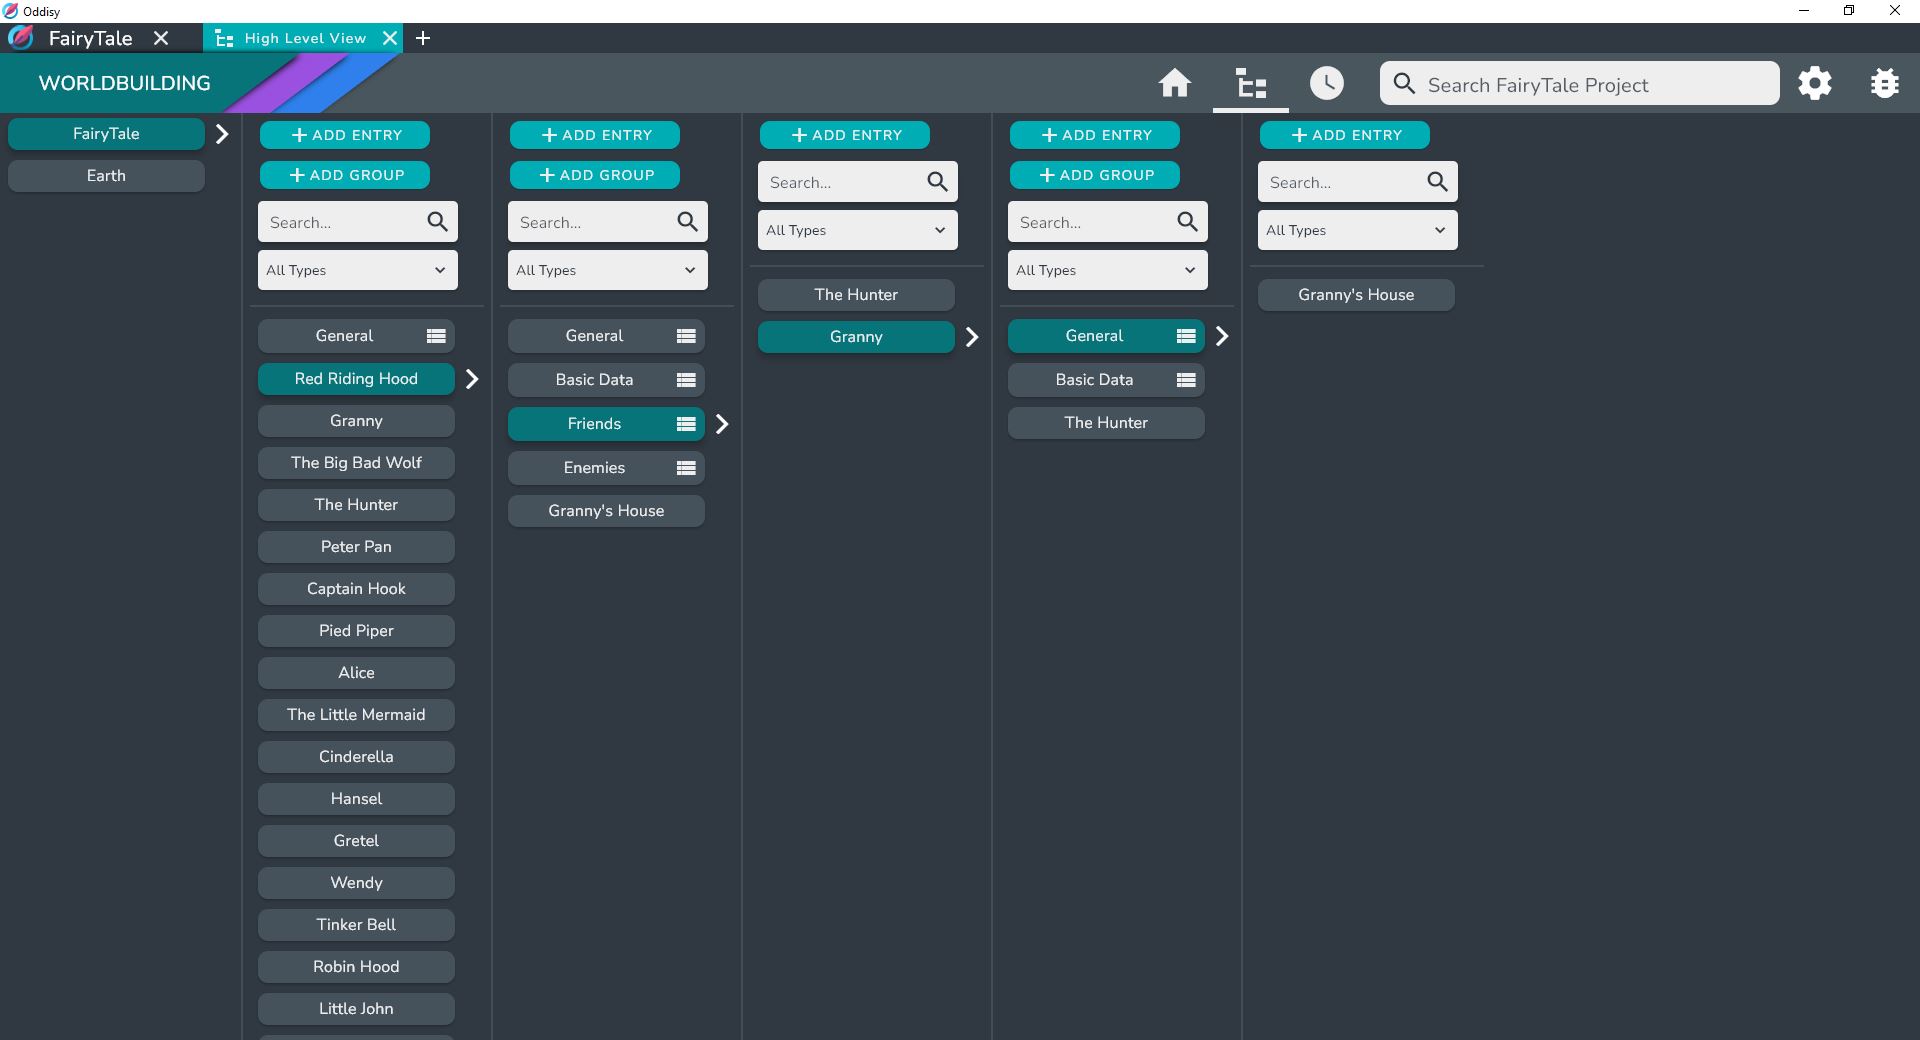 Oddisy
FairyTale
High Level View
WORLDBUILDING
Search FairyTale Project
FairyTale
Earth
ADD ENTRY
ADD GROUP
Search...
All Types
General
Red Riding Hood
Granny
The Big Bad Wolf
The Hunter
Peter Pan
Captain Hook
Pied Piper
Alice
The Little Mermaid
Cinderella
Hansel
Gretel
Wendy
Tinker Bell
Robin Hood
Little John
ADD ENTRY
ADD GROUP
Search...
All Types
General
Basic Data
Friends
Enemies
Granny's House
ADD ENTRY
Search...
All Types
The Hunter
Granny
ADD ENTRY
ADD GROUP
Search...
All Types
General
Basic Data
The Hunter
ADD ENTRY
Search...
All Types
Granny's House